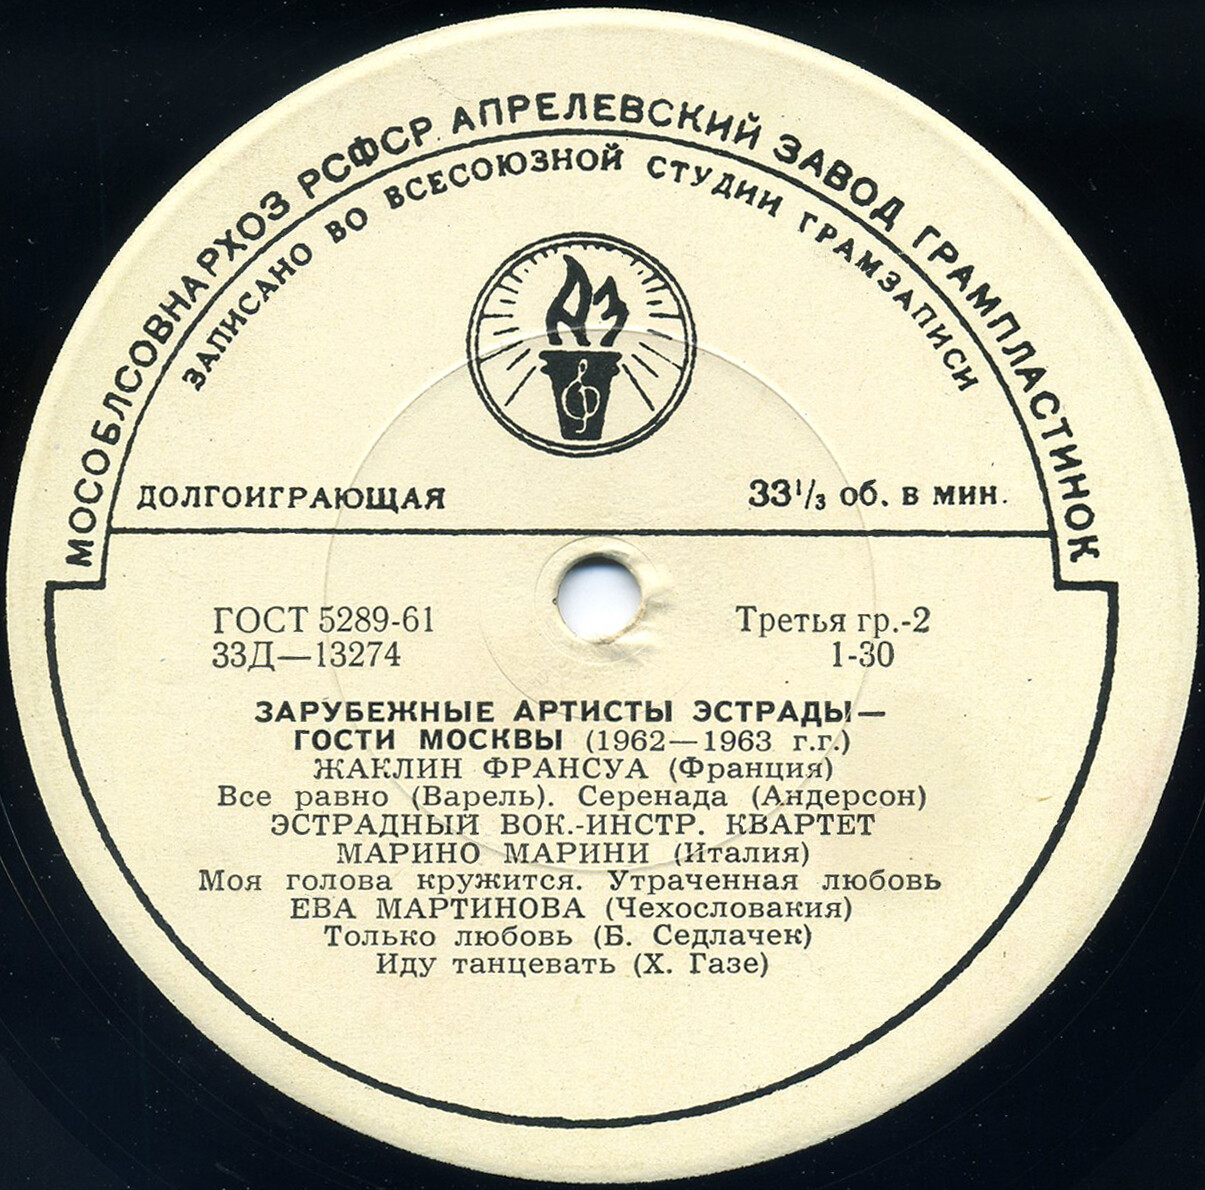 МОСОБЛСОВНАРХОЗ РСФСР. АПРЕЛЕВСКИЙ ЗАВОД ГРАМПЛАСТИНОК
ЗАПИСАНО ВО ВСЕСОЮЗНОЙ СТУДИИ ГРАМЗАПИСИ
АЗ
ДОЛГОИГРАЮЩАЯ 33⅓ об. в мин.
ГОСТ 5289-61 Третья гр.-2
33Д—13274 1-30
ЗАРУБЕЖНЫЕ АРТИСТЫ ЭСТРАДЫ—
ГОСТИ МОСКВЫ (1962—1963 г.г.)
ЖАКЛИН ФРАНСУА (Франция)
Все равно (Варель). Серенада (Андерсон)
ЭСТРАДНЫЙ ВОК.-ИНСТР. КВАРТЕТ
МАРИНО МАРИНИ (Италия)
Моя голова кружится. Утраченная любовь
ЕВА МАРТИНОВА (Чехословакия)
Только любовь (Б. Седлачек)
Иду танцевать (Х. Газе)